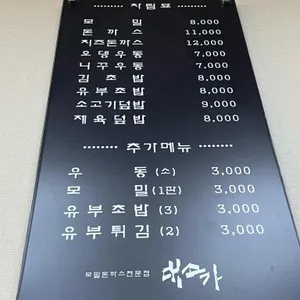 ········ 차림표 ········
모 밀 8,000
돈 까 스 11,000
치즈돈까스 12,000
오 뎅 우 동 7,000
니 꾸 우 동 7,000
김 초 밥 8,000
유 부 초 밥 8,000
소고기덮밥 9,000
제 육 덮 밥 8,000
········ 추가메뉴 ········
우 동 (소) 3,000
모 밀 (1판) 3,000
유 부 초 밥 (3) 3,000
유 부 튀 김 (2) 3,000
모밀돈까스전문점